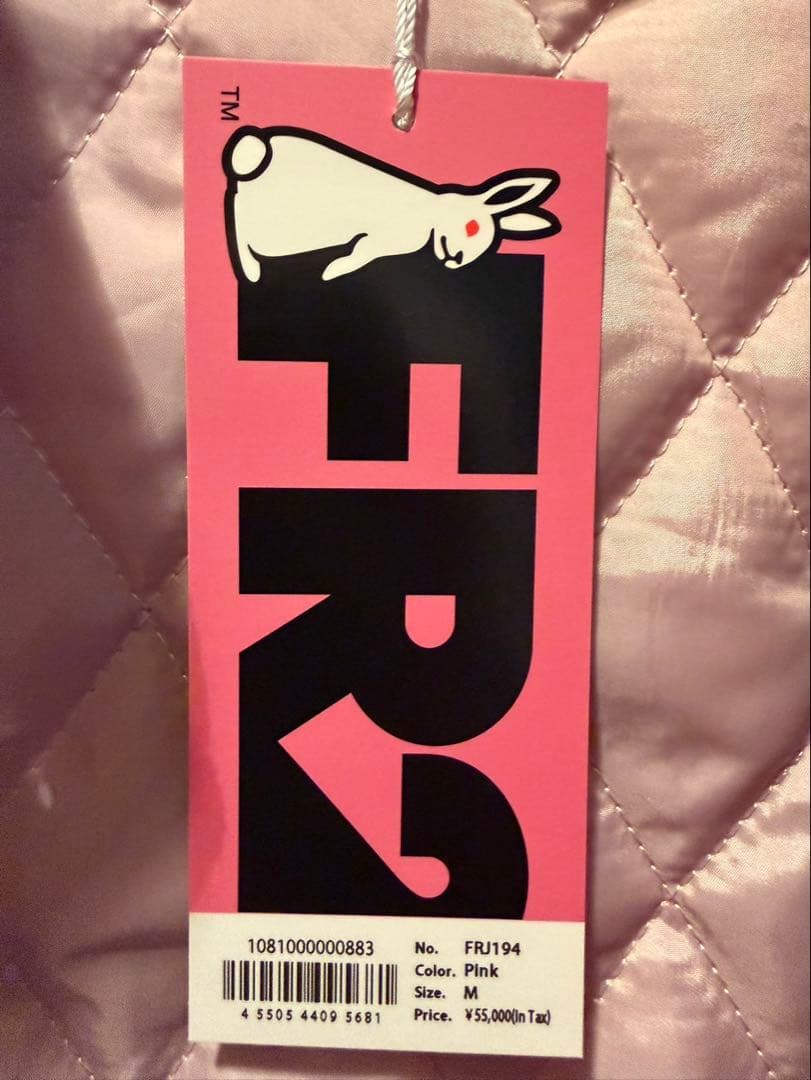 TM
FR2
1081000000883
4 5505 4409 5681
No. FRJ194
Color. Pink
Size. M
Price. ¥55,000(In Tax)